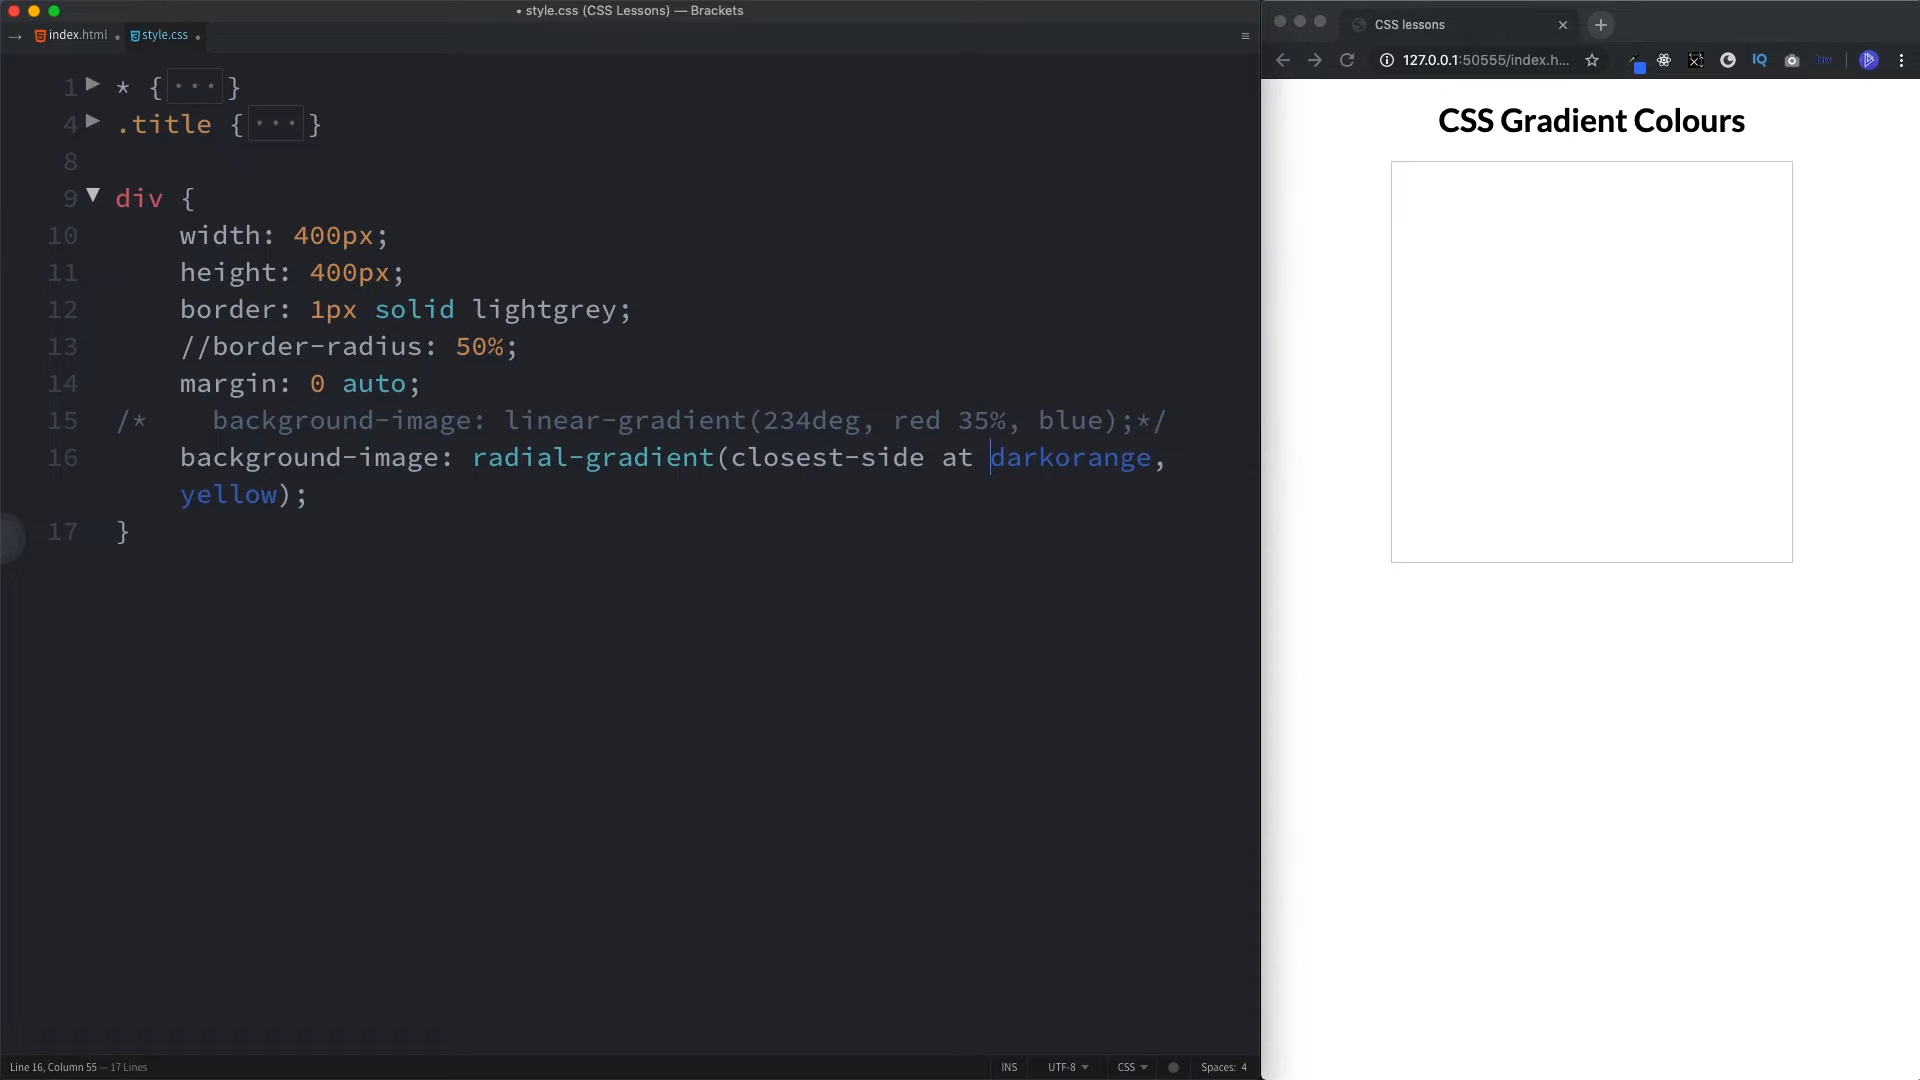 • style.css (CSS Lessons) — Brackets
→ index.html • style.css •
1 * {...}
4 .title {...}
8
9 div {
10 width: 400px;
11 height: 400px;
12 border: 1px solid lightgrey;
13 //border-radius: 50%;
14 margin: 0 auto;
15 /* background-image: linear-gradient(234deg, red 35%, blue);*/
16 background-image: radial-gradient(closest-side at darkorange,
yellow);
17 }
Line 16, Column 55 — 17 Lines
INS UTF-8 CSS Spaces: 4
CSS lessons
127.0.0.1:50555/index.h...
IQ
CSS Gradient Colours